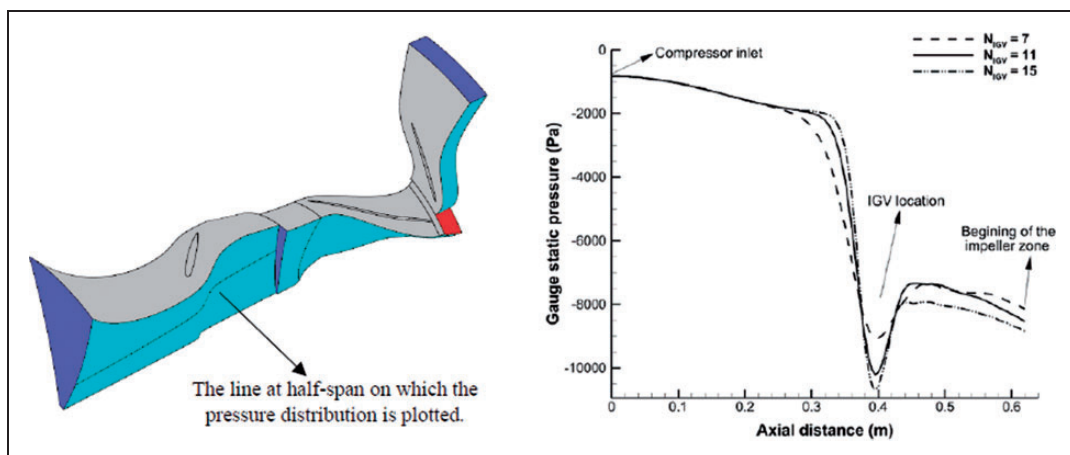 The line at half-span on which the
pressure distribution is plotted.
N_IGV = 7
N_IGV = 11
N_IGV = 15
Compressor inlet
IGV location
Begining of the
impeller zone
Gauge static pressure (Pa)
0
-2000
-4000
-6000
-8000
-10000
0 0.1 0.2 0.3 0.4 0.5 0.6
Axial distance (m)